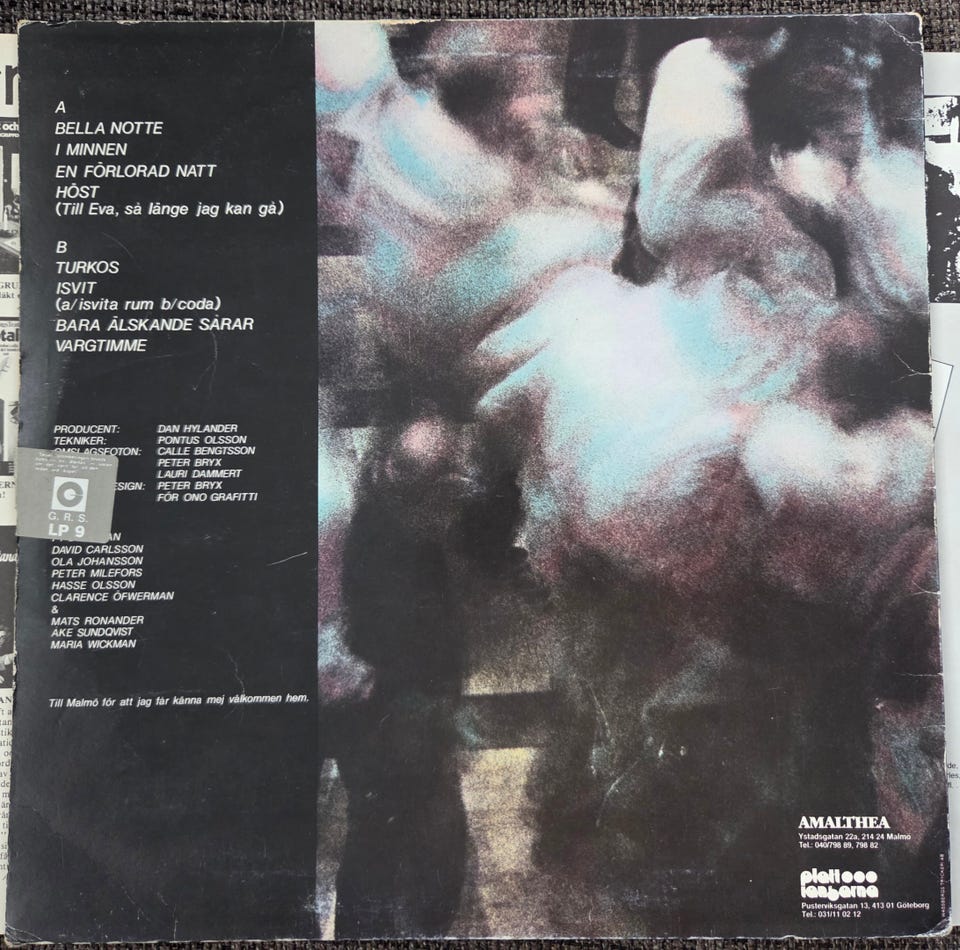 A
BELLA NOTTE
I MINNEN
EN FÖRLORAD NATT
HÖST
(Till Eva, så länge jag kan gå)
B
TURKOS
ISVIT
(a/isvita rum b/coda)
BARA ÄLSKANDE SÅRAR
VARGTIMME
PRODUCENT: DAN HYLANDER
TEKNIKER: PONTUS OLSSON
OMSLAGSFOTON: CALLE BENGTSSON
PETER BRYX
LAURI DAMMERT
ESIGN: PETER BRYX
FÖR ONO GRAFITTI
G. R. S.
LP 9
DAVID CARLSSON
OLA JOHANSSON
PETER MILEFORS
HASSE OLSSON
CLARENCE ÖFWERMAN
&
MATS RONANDER
ÅKE SUNDQVIST
MARIA WICKMAN
Till Malmö för att jag får känna mej välkommen hem.
AMALTHEA
Ystadsgatan 22a, 214 24 Malmö
Tel.: 040/798 89, 798 82
plattlangarna
Pusterviksgatan 13, 413 01 Göteborg
Tel.: 031/11 02 12